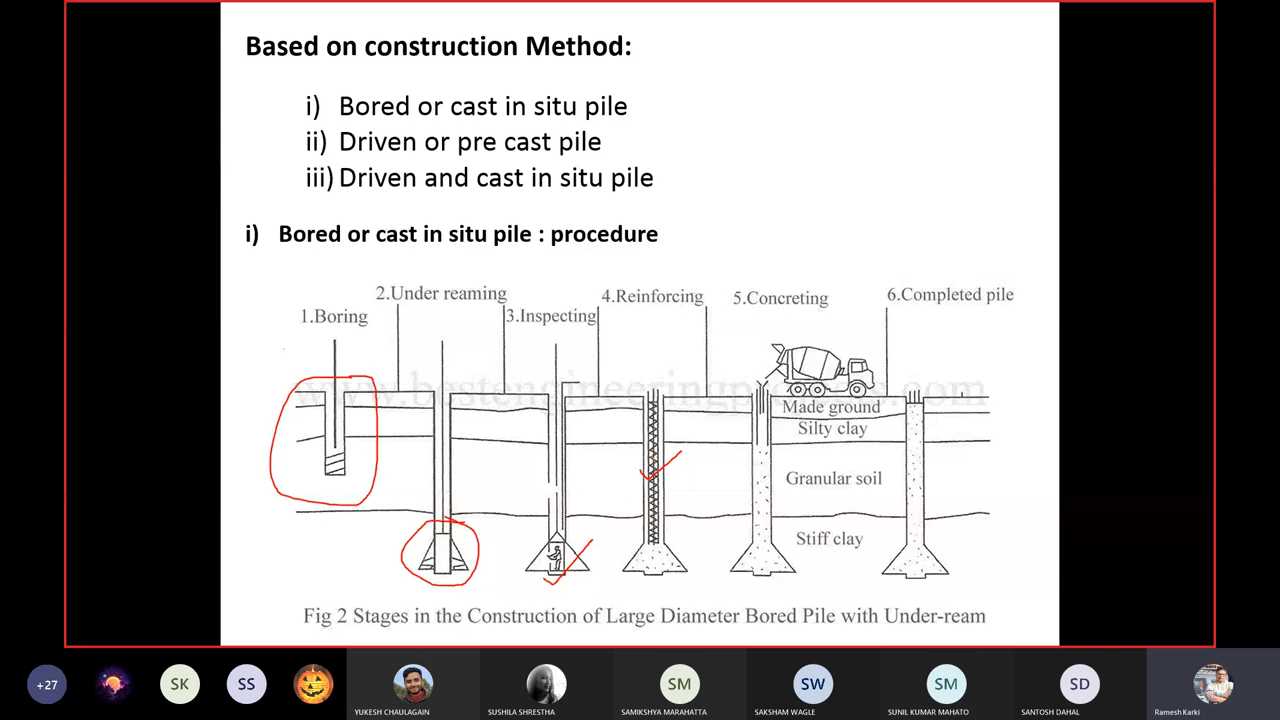 Based on construction Method:
i) Bored or cast in situ pile
ii) Driven or pre cast pile
iii) Driven and cast in situ pile
i) Bored or cast in situ pile : procedure
1.Boring
2.Under reaming
3.Inspecting
4.Reinforcing
5.Concreting
6.Completed pile
www.bestengineeringprojects.com
Made ground
Silty clay
Granular soil
Stiff clay
Fig 2 Stages in the Construction of Large Diameter Bored Pile with Under-ream
+27
SK
SS
YUKESH CHAULAGAIN
SUSHILA SHRESTHA
SM
SAMIKSHYA MARAHATTA
SW
SAKSHAM WAGLE
SM
SUNIL KUMAR MAHATO
SD
SANTOSH DAHAL
Ramesh Karki